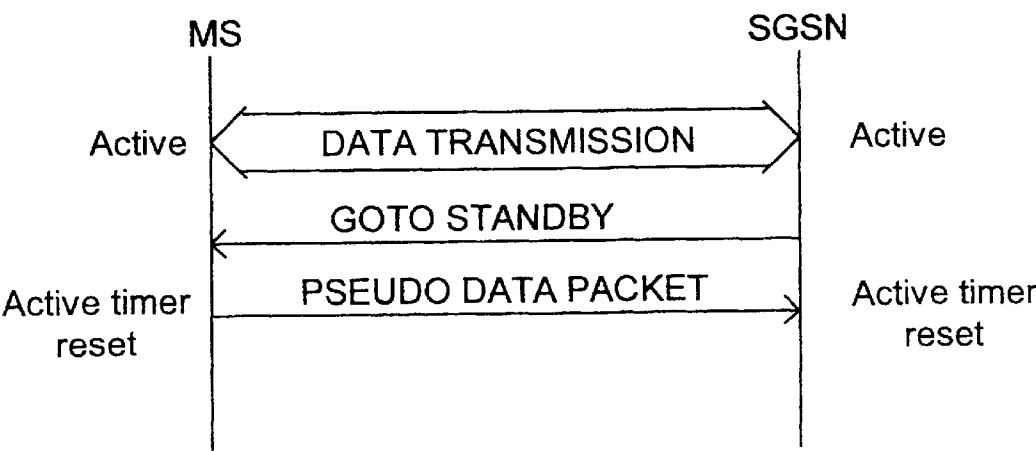 MS
SGSN
Active
DATA TRANSMISSION
Active
GOTO STANDBY
Active timer
reset
PSEUDO DATA PACKET
Active timer
reset